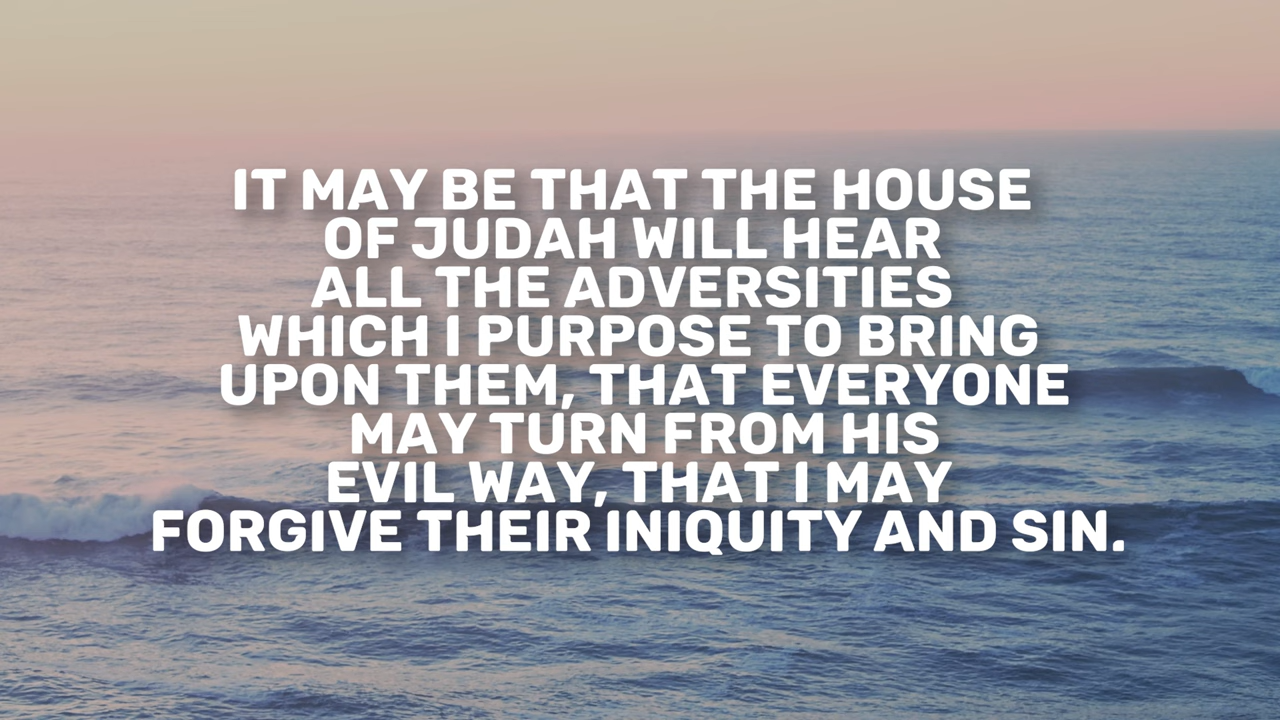 IT MAY BE THAT THE HOUSE
OF JUDAH WILL HEAR
ALL THE ADVERSITIES
WHICH I PURPOSE TO BRING
UPON THEM, THAT EVERYONE
MAY TURN FROM HIS
EVIL WAY, THAT I MAY
FORGIVE THEIR INIQUITY AND SIN.